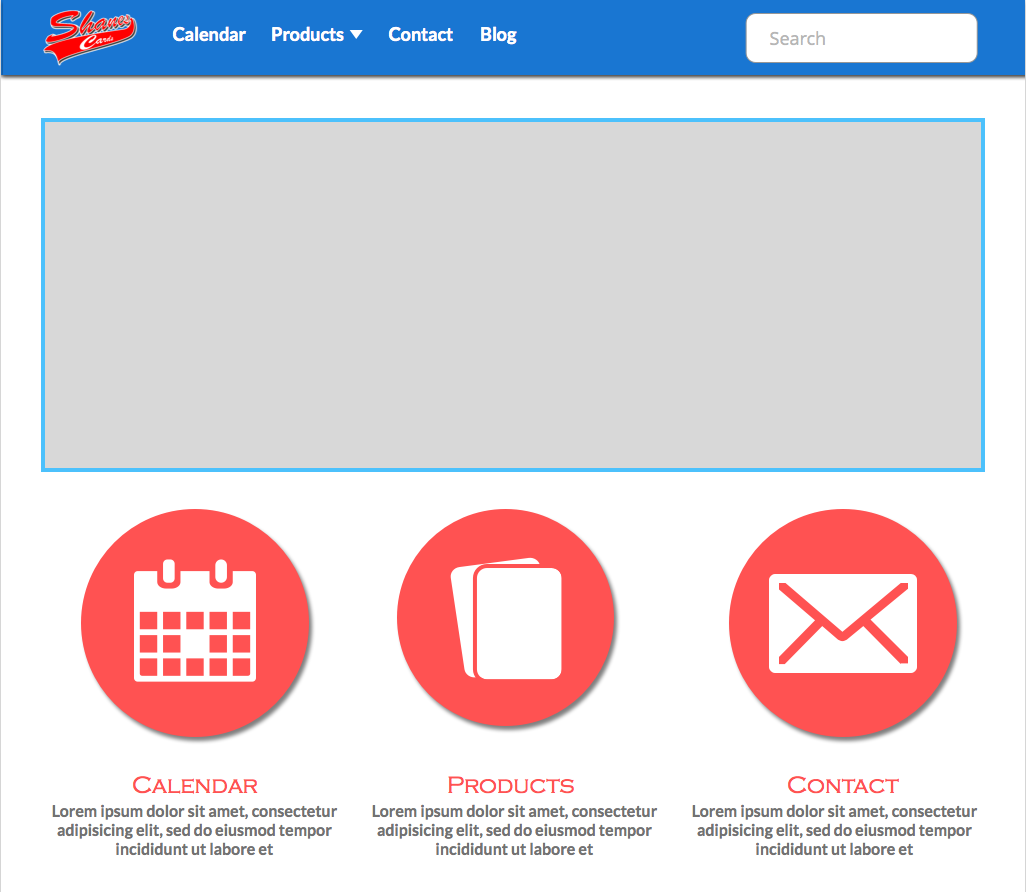 Shane's
Cards
Calendar
Products
Contact
Blog
Search
Calendar
Lorem ipsum dolor sit amet, consectetur
adipisicing elit, sed do eiusmod tempor
incididunt ut labore et
Products
Lorem ipsum dolor sit amet, consectetur
adipisicing elit, sed do eiusmod tempor
incididunt ut labore et
Contact
Lorem ipsum dolor sit amet, consectetur
adipisicing elit, sed do eiusmod tempor
incididunt ut labore et